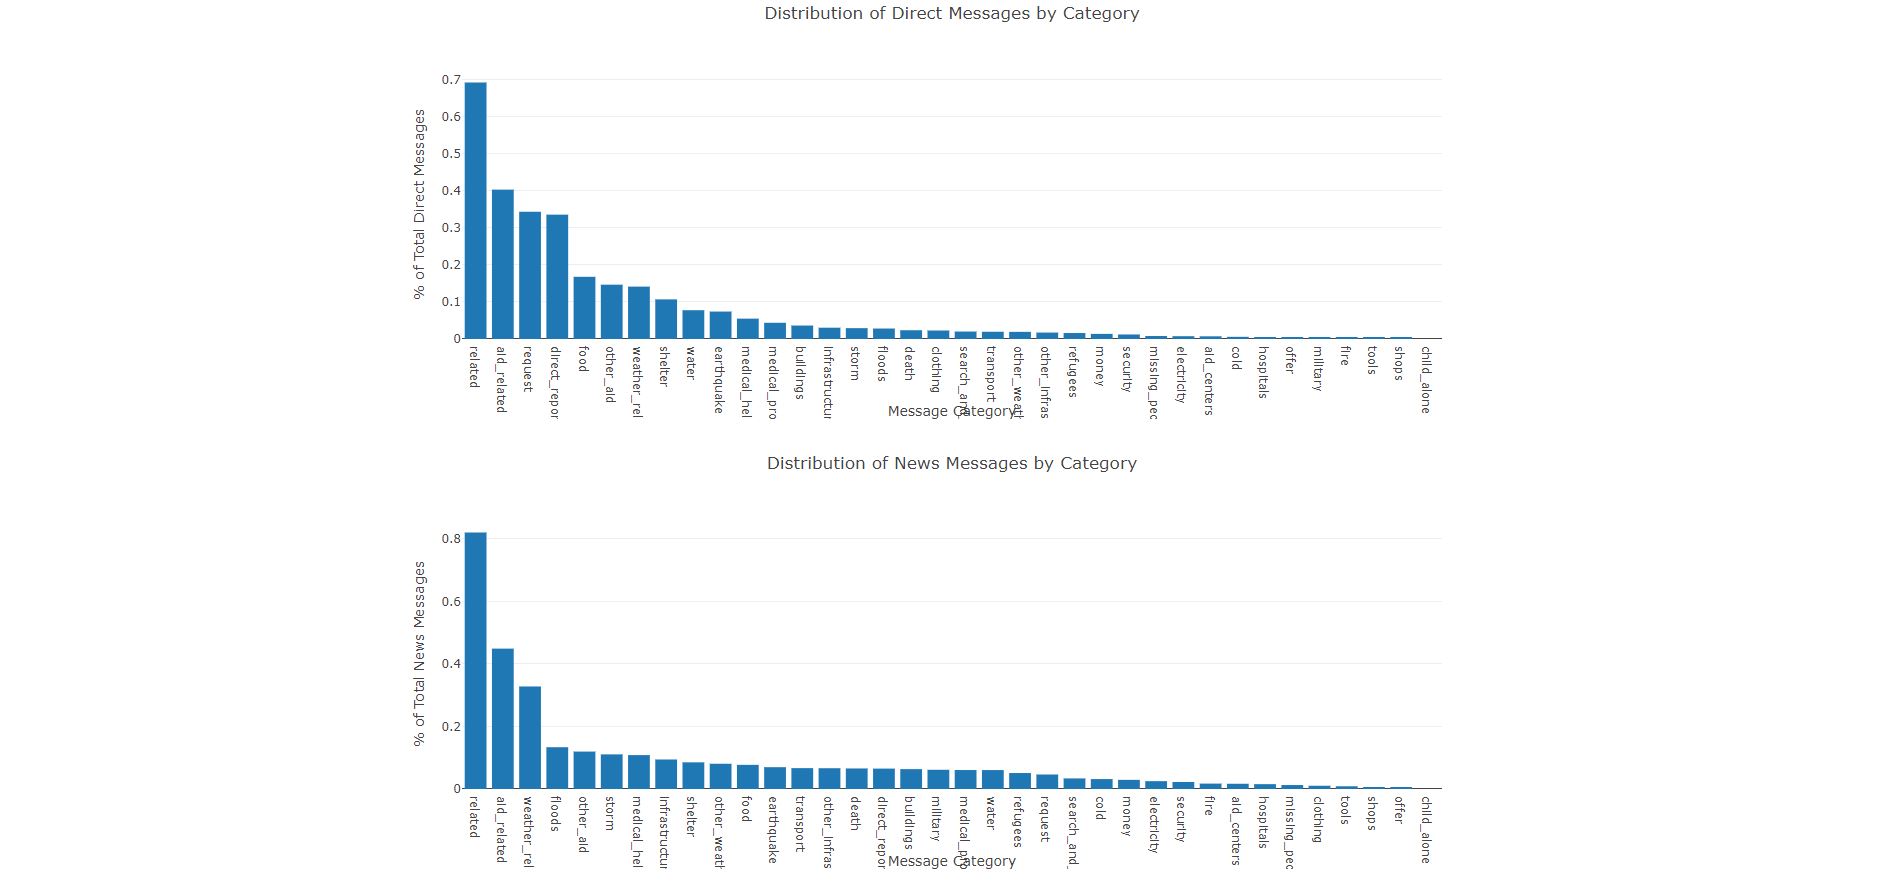 Distribution of Direct Messages by Category
% of Total Direct Messages
0.7
0.6
0.5
0.4
0.3
0.2
0.1
0
related
aid_related
request
direct_repor
food
other_aid
weather_rel
shelter
water
earthquake
medical_hel
medical_pro
buildings
infrastructur
storm
floods
death
clothing
search_and_
transport
other_weath
other_infras
refugees
money
security
missing_peo
electricity
aid_centers
cold
hospitals
offer
military
fire
tools
shops
child_alone
Message Category
Distribution of News Messages by Category
% of Total News Messages
0.8
0.6
0.4
0.2
0
related
aid_related
weather_rel
floods
other_aid
storm
medical_hel
infrastructur
shelter
other_weath
food
earthquake
transport
other_infras
death
direct_repor
buildings
military
medical_pro
water
refugees
request
search_and_
cold
money
electricity
security
fire
aid_centers
hospitals
missing_peo
clothing
tools
shops
offer
child_alone
Message Category